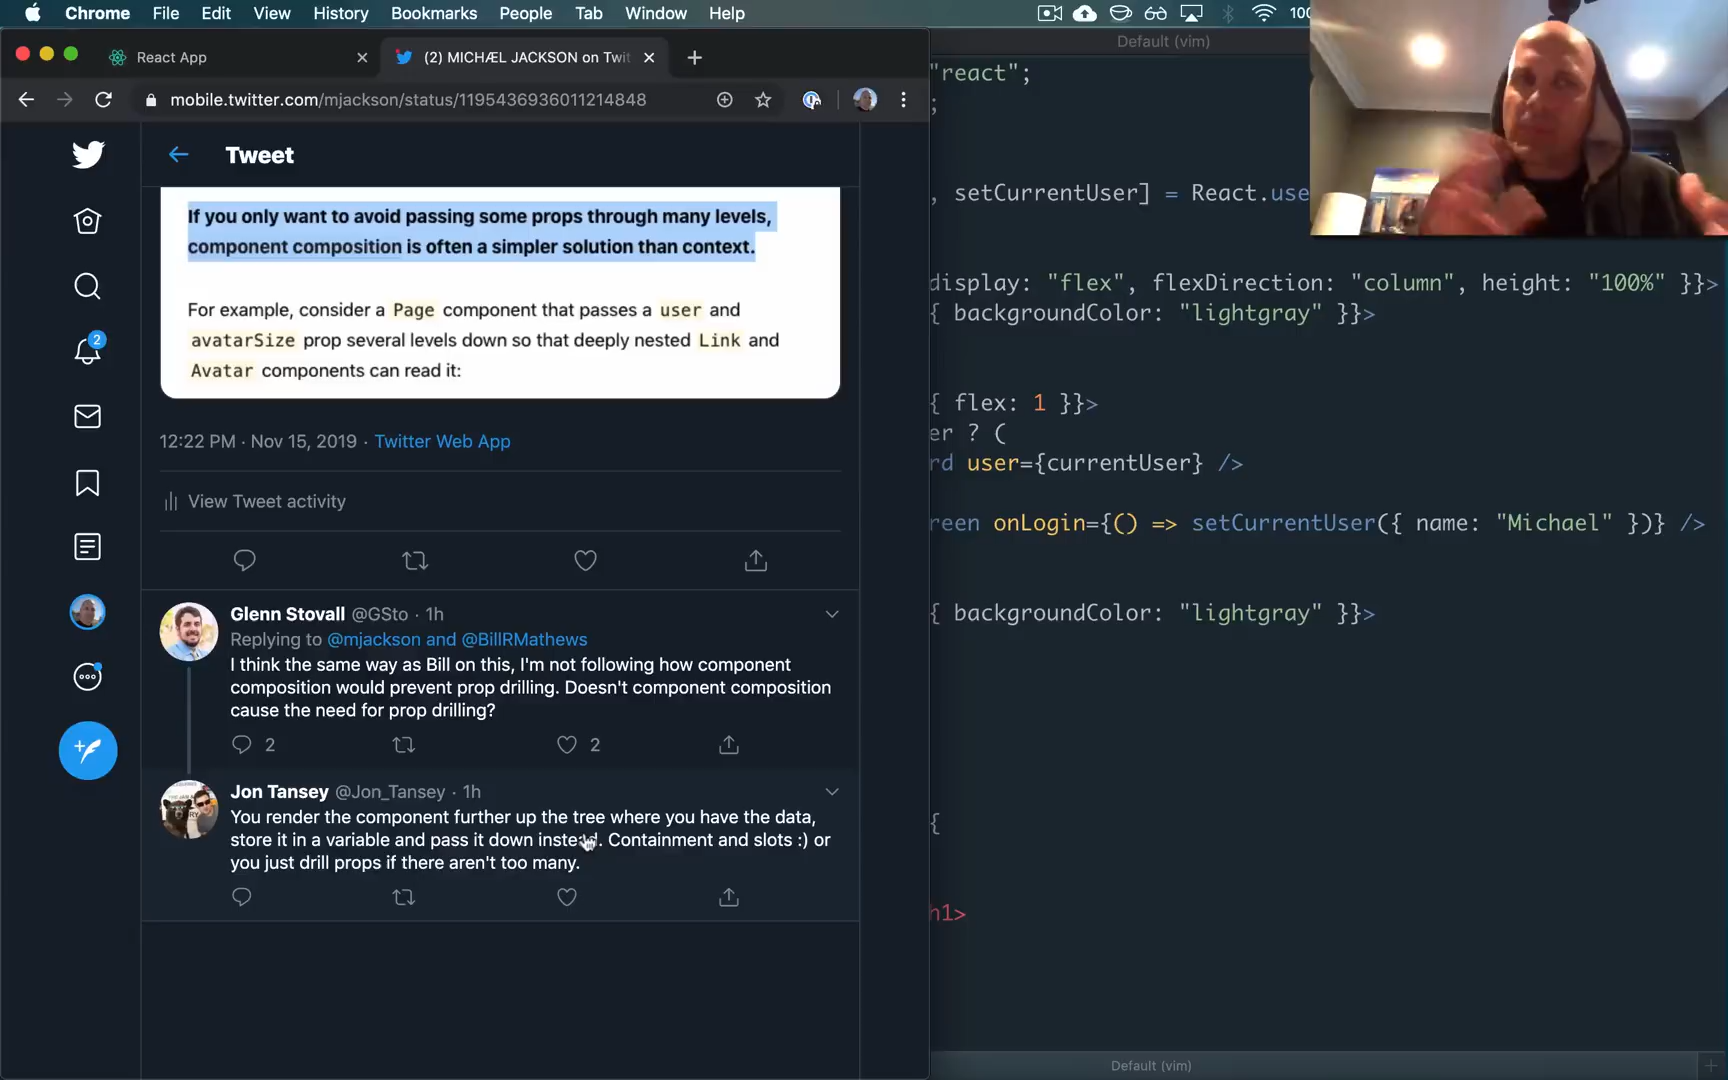 Chrome File Edit View History Bookmarks People Tab Window Help
React App
(2) MICHÆL JACKSON on Twit
mobile.twitter.com/mjackson/status/1195436936011214848
Tweet
If you only want to avoid passing some props through many levels,
component composition is often a simpler solution than context.
For example, consider a Page component that passes a user and
avatarSize prop several levels down so that deeply nested Link and
Avatar components can read it:
12:22 PM · Nov 15, 2019 · Twitter Web App
View Tweet activity
2
Glenn Stovall @GSto · 1h
Replying to @mjackson and @BillRMathews
I think the same way as Bill on this, I'm not following how component
composition would prevent prop drilling. Doesn't component composition
cause the need for prop drilling?
2 2
Jon Tansey @Jon_Tansey · 1h
You render the component further up the tree where you have the data,
store it in a variable and pass it down instead. Containment and slots :) or
you just drill props if there aren't too many.
Default (vim)
"react";
;
, setCurrentUser] = React.use
display: "flex", flexDirection: "column", height: "100%" }}>
{ backgroundColor: "lightgray" }}>
{ flex: 1 }}>
er ? (
rd user={currentUser} />
reen onLogin={() => setCurrentUser({ name: "Michael" })} />
{ backgroundColor: "lightgray" }}>
{
h1>
Default (vim)